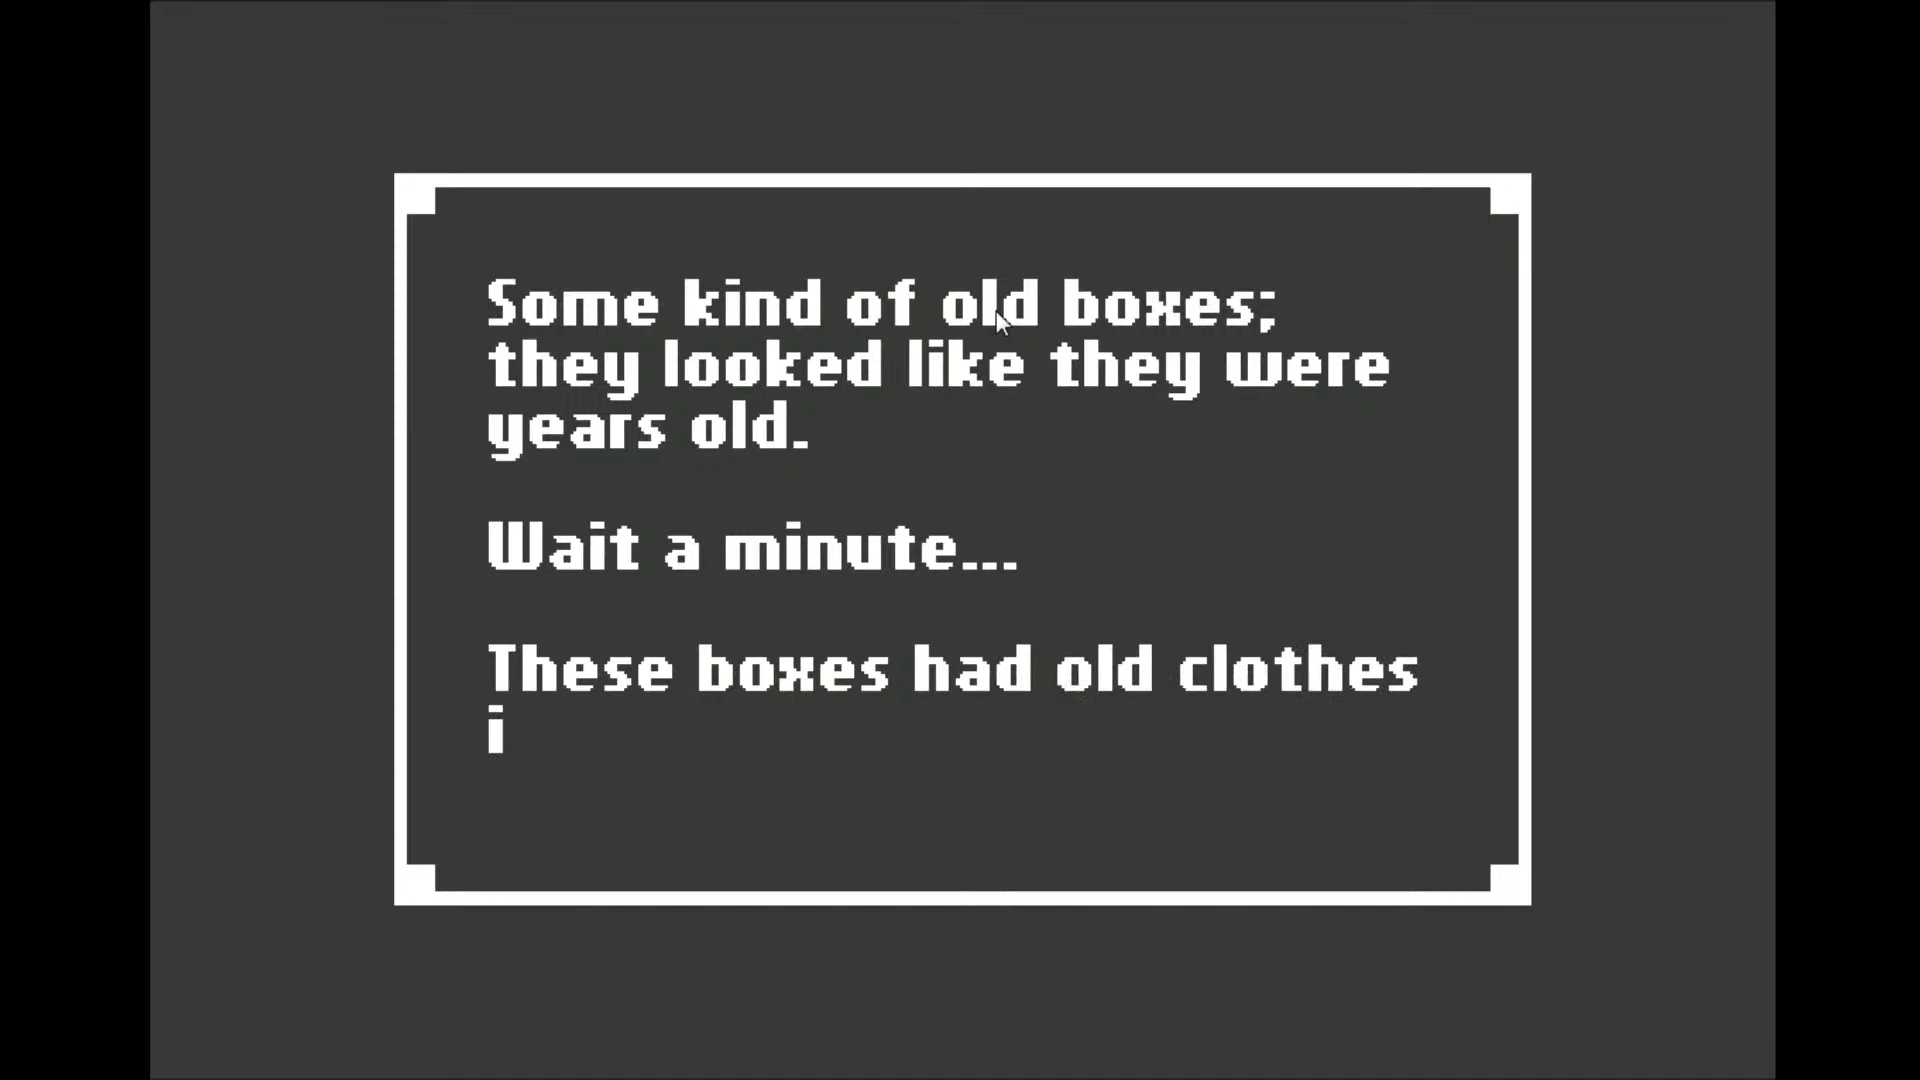 Some kind of old boxes;
they looked like they were
years old.
Wait a minute...
These boxes had old clothes
i